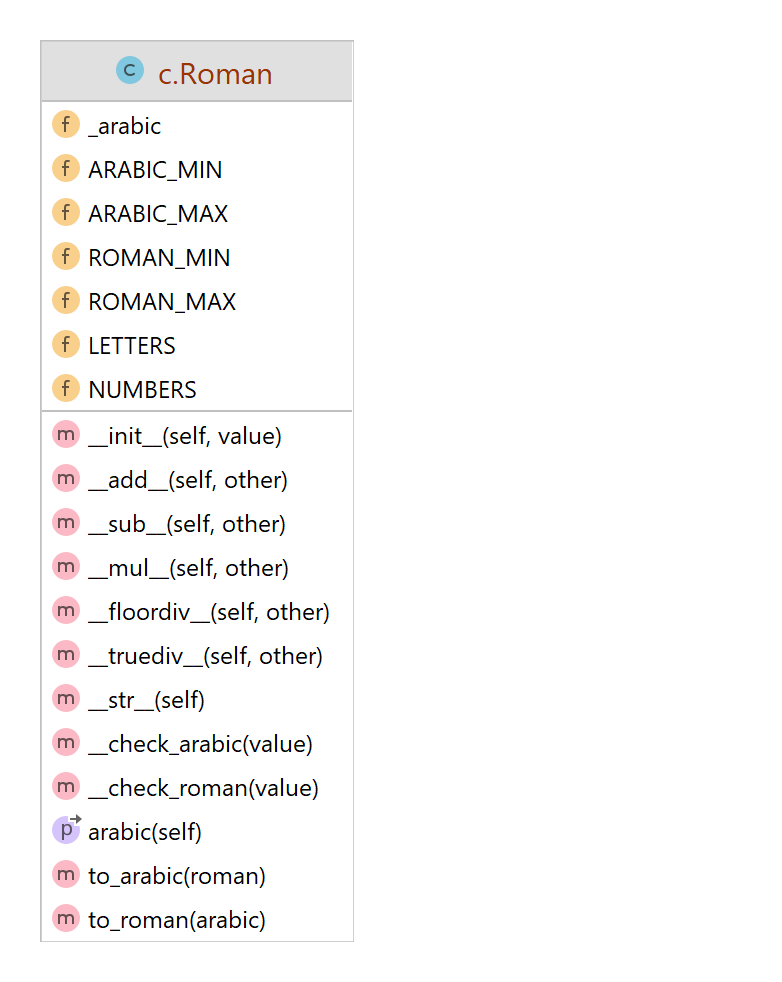 c c.Roman
f _arabic
f ARABIC_MIN
f ARABIC_MAX
f ROMAN_MIN
f ROMAN_MAX
f LETTERS
f NUMBERS
m __init__(self, value)
m __add__(self, other)
m __sub__(self, other)
m __mul__(self, other)
m __floordiv__(self, other)
m __truediv__(self, other)
m __str__(self)
m __check_arabic(value)
m __check_roman(value)
p arabic(self)
m to_arabic(roman)
m to_roman(arabic)